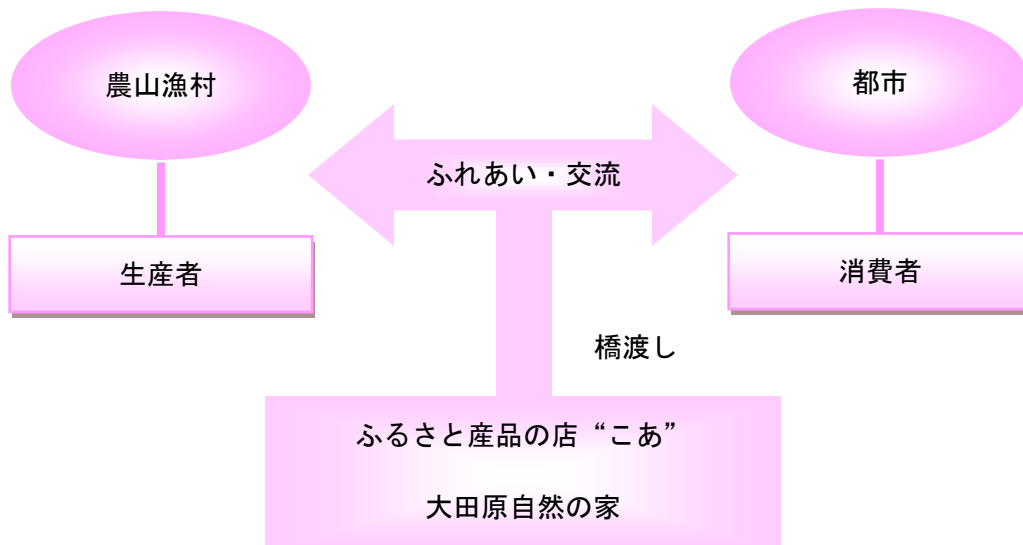 農山漁村
都市
ふれあい・交流
生産者
消費者
橋渡し
ふるさと産品の店“こあ”
大田原自然の家